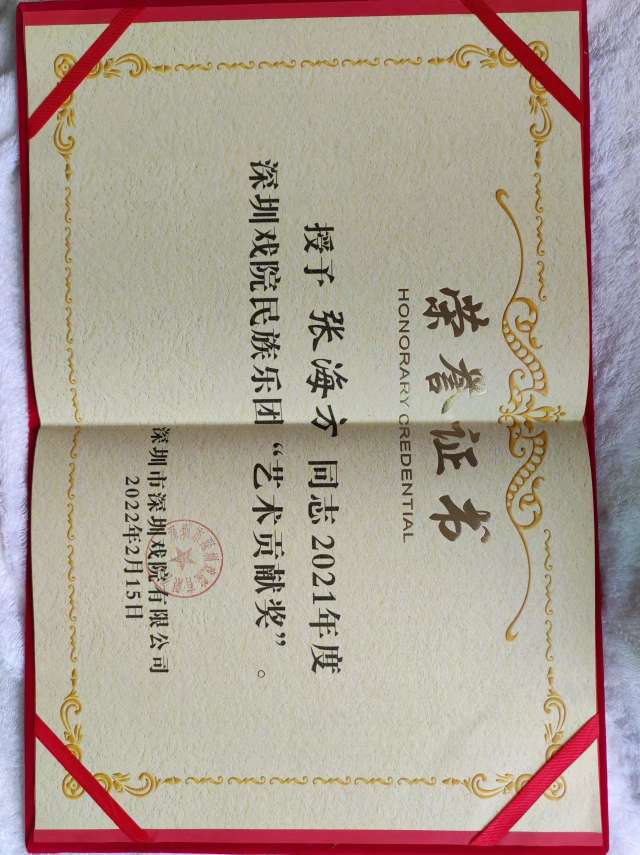 荣誉证书
HONORARY CREDENTIAL
授予 张海方 同志2021年度
深圳戏院民族乐团“艺术贡献奖”。
深圳市深圳戏院有限公司
2022年2月15日